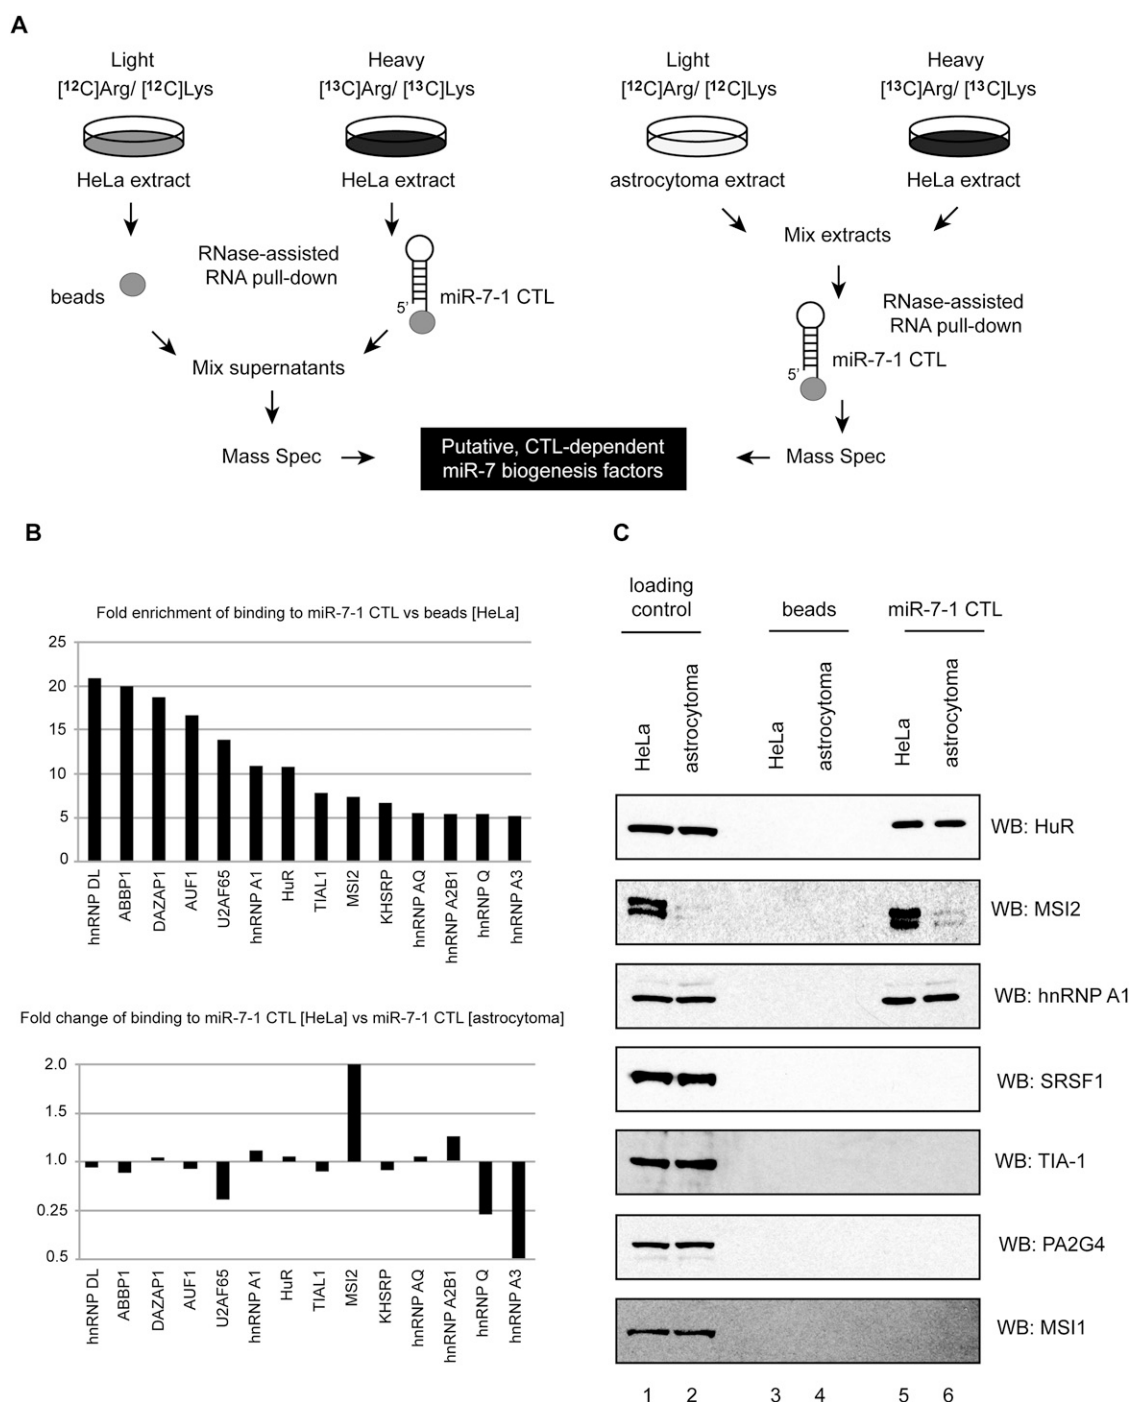 A
Light
[12C]Arg/ [12C]Lys
HeLa extract
Heavy
[13C]Arg/ [13C]Lys
HeLa extract
RNase-assisted
RNA pull-down
beads
5'
miR-7-1 CTL
Mix supernatants
Mass Spec
Light
[12C]Arg/ [12C]Lys
astrocytoma extract
Heavy
[13C]Arg/ [13C]Lys
HeLa extract
Mix extracts
RNase-assisted
RNA pull-down
5'
miR-7-1 CTL
Mass Spec
Putative, CTL-dependent
miR-7 biogenesis factors
B
Fold enrichment of binding to miR-7-1 CTL vs beads [HeLa]
25
20
15
10
5
0
hnRNP DL
ABBP1
DAZAP1
AUF1
U2AF65
hnRNP A1
HuR
TIAL1
MSI2
KHSRP
hnRNP AQ
hnRNP A2B1
hnRNP Q
hnRNP A3
Fold change of binding to miR-7-1 CTL [HeLa] vs miR-7-1 CTL [astrocytoma]
2.0
1.5
1.0
0.25
0.5
hnRNP DL
ABBP1
DAZAP1
AUF1
U2AF65
hnRNP A1
HuR
TIAL1
MSI2
KHSRP
hnRNP AQ
hnRNP A2B1
hnRNP Q
hnRNP A3
C
loading
control
beads
miR-7-1 CTL
HeLa
astrocytoma
HeLa
astrocytoma
HeLa
astrocytoma
WB: HuR
WB: MSI2
WB: hnRNP A1
WB: SRSF1
WB: TIA-1
WB: PA2G4
WB: MSI1
1 2 3 4 5 6